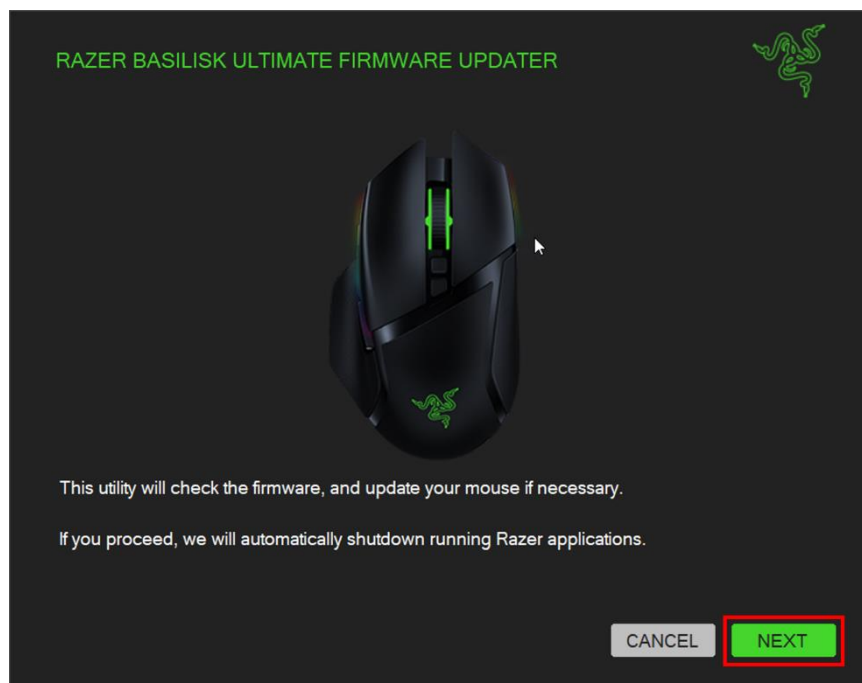 RAZER BASILISK ULTIMATE FIRMWARE UPDATER
This utility will check the firmware, and update your mouse if necessary.
If you proceed, we will automatically shutdown running Razer applications.
CANCEL
NEXT